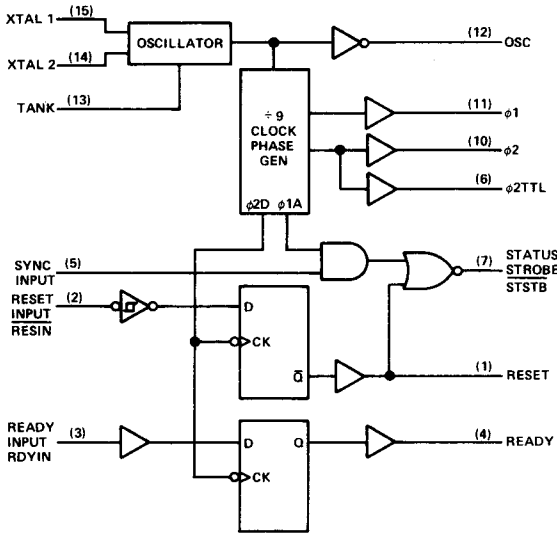 XTAL 1 (15)
OSCILLATOR
(12) OSC
XTAL 2 (14)
TANK (13)
÷ 9
CLOCK
PHASE
GEN
(11) ϕ1
(10) ϕ2
(6) ϕ2TTL
ϕ2D ϕ1A
SYNC
INPUT
(5)
(7)
STATUS
STROBE
STSTB
RESET
INPUT
RESIN
(2)
D
CK
Q
(1) RESET
READY
INPUT
RDYIN
(3)
D Q
CK
(4) READY